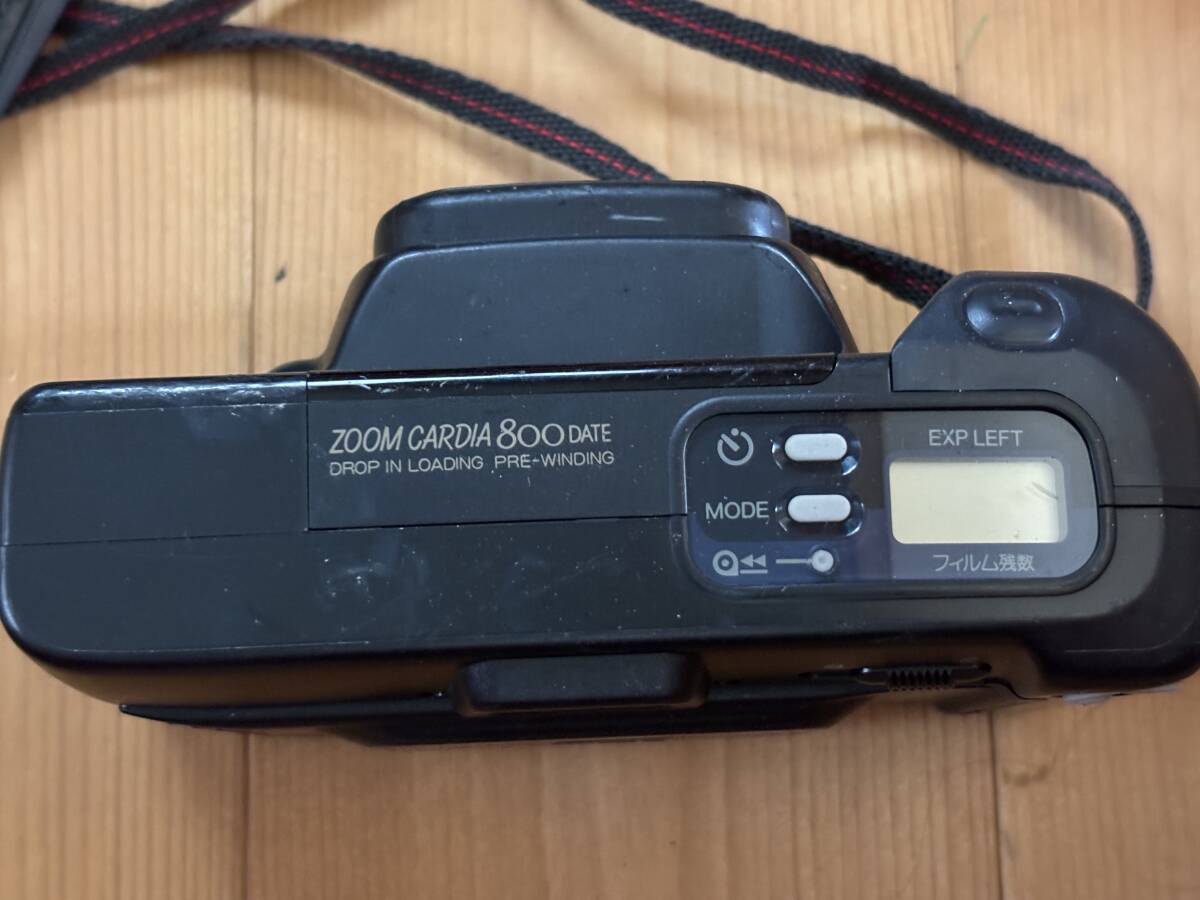 ZOOM CARDIA 800 DATE
DROP IN LOADING PRE-WINDING
MODE
EXP LEFT
フィルム残数